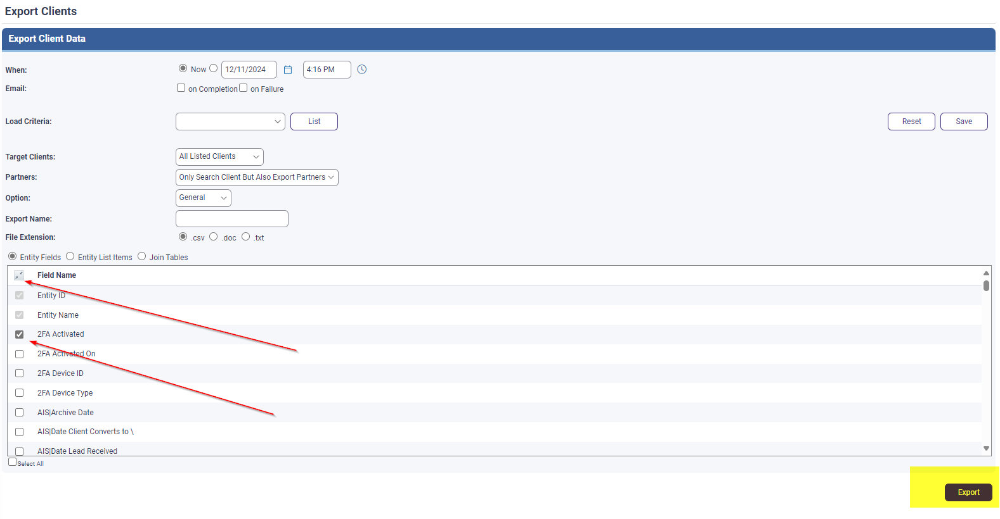 Export Clients
Export Client Data
When: Now 12/11/2024 4:16 PM
Email: on Completion on Failure
Load Criteria: List Reset Save
Target Clients: All Listed Clients
Partners: Only Search Client But Also Export Partners
Option: General
Export Name:
File Extension: .csv .doc .txt
Entity Fields Entity List Items Join Tables
Field Name
Entity ID
Entity Name
2FA Activated
2FA Activated On
2FA Device ID
2FA Device Type
AIS|Archive Date
AIS|Date Client Converts to \
AIS|Date Lead Received
Select All
Export